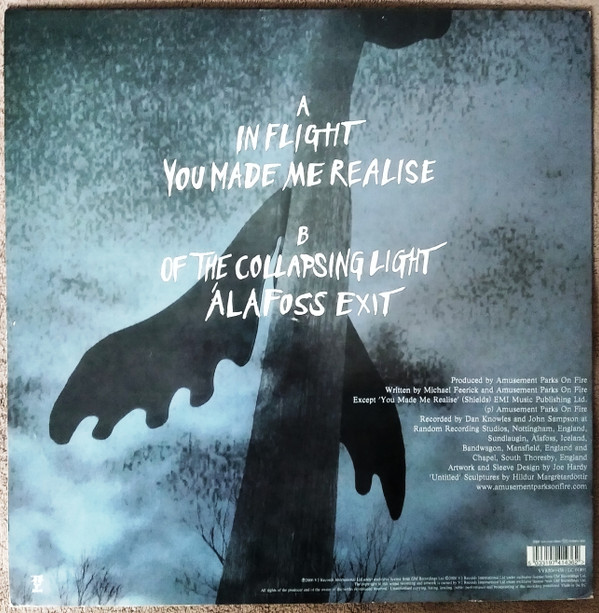 A
IN FLIGHT
YOU MADE ME REALISE
B
OF THE COLLAPSING LIGHT
ÁLAFOSS EXIT
Produced by Amusement Parks On Fire
Written by Michael Feerick and Amusement Parks On Fire
Except 'You Made Me Realise' (Shields) EMI Music Publishing Ltd.
(p) Amusement Parks On Fire
Recorded by Dan Knowles and John Sampson at
Random Recording Studios, Nottingham, England,
Sundlaugin, Alafoss, Iceland,
Bandwagon, Mansfield, England and
Chapel, South Thoresby, England
Artwork and Sleeve Design by Joe Hardy
'Untitled' Sculptures by Hildur Margretardottir
www.amusementparksonfire.com